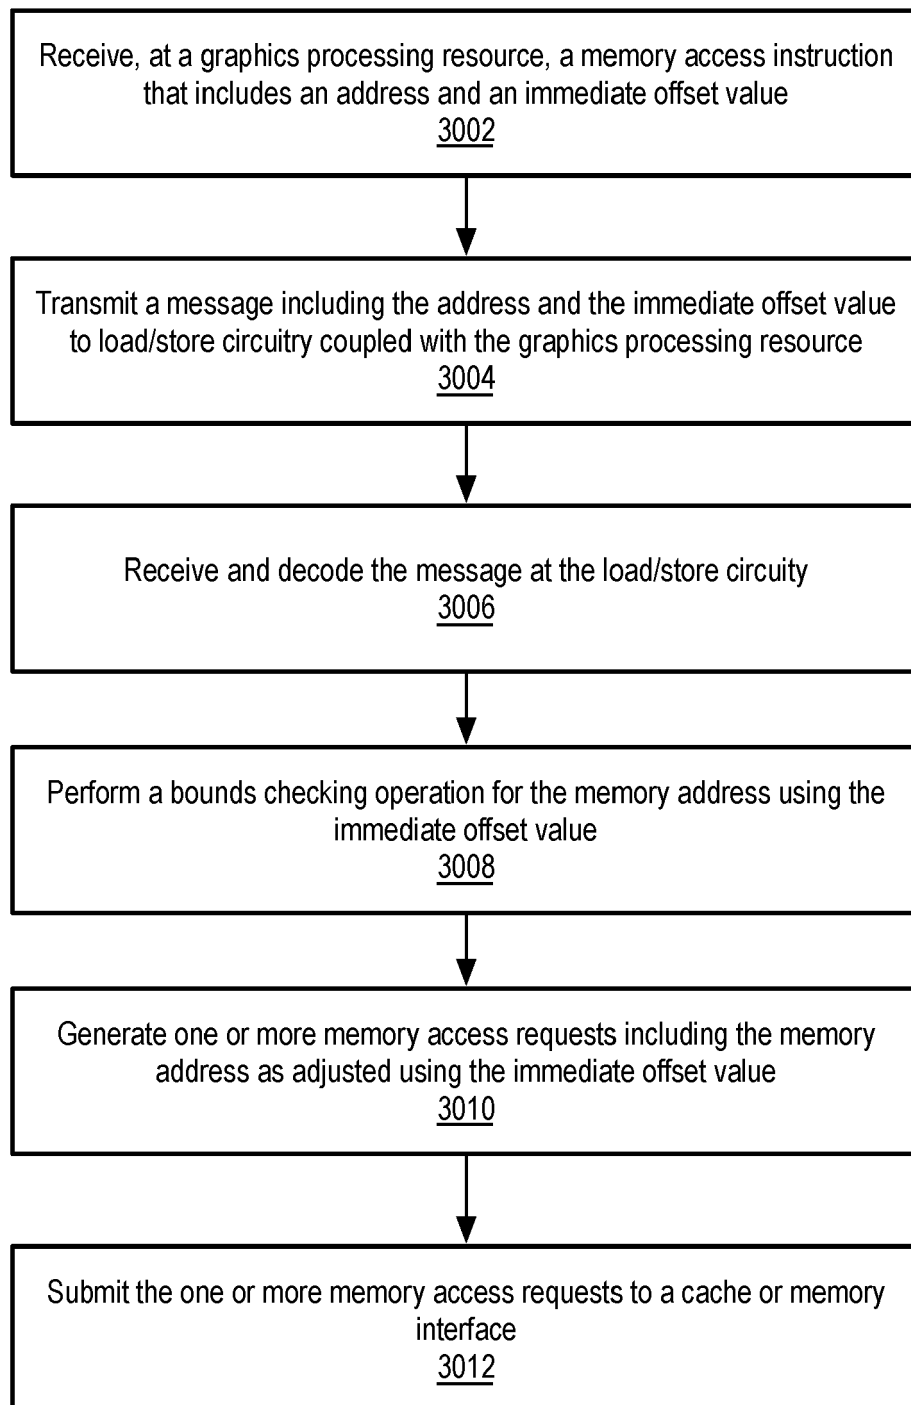 Receive, at a graphics processing resource, a memory access instruction
that includes an address and an immediate offset value
3002
Transmit a message including the address and the immediate offset value
to load/store circuitry coupled with the graphics processing resource
3004
Receive and decode the message at the load/store circuity
3006
Perform a bounds checking operation for the memory address using the
immediate offset value
3008
Generate one or more memory access requests including the memory
address as adjusted using the immediate offset value
3010
Submit the one or more memory access requests to a cache or memory
interface
3012